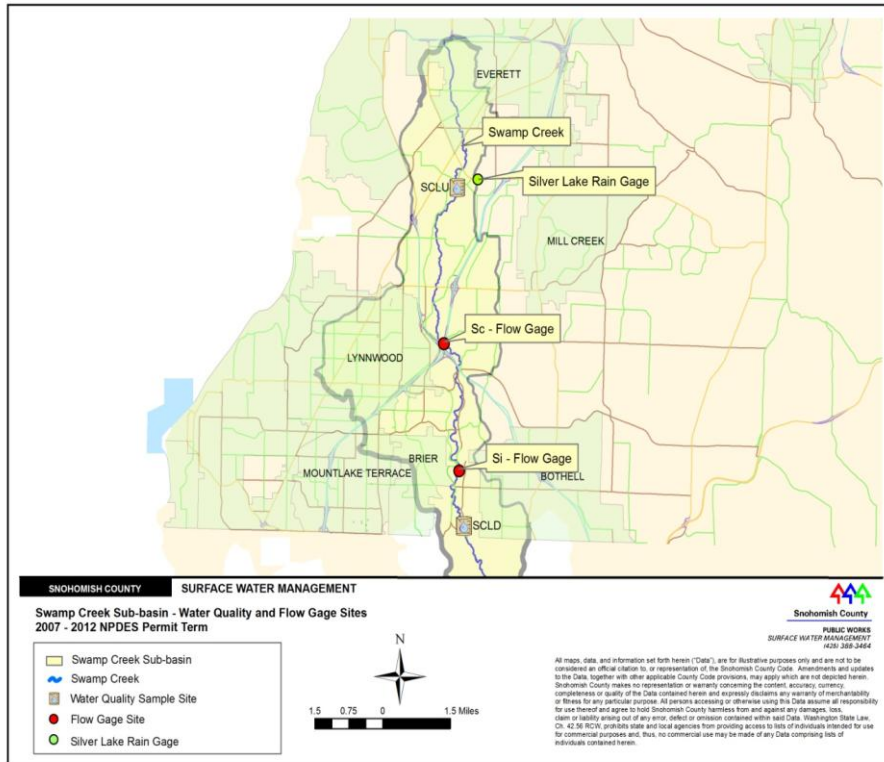 EVERETT
Swamp Creek
Silver Lake Rain Gage
SCLU
MILL CREEK
Sc - Flow Gage
LYNNWOOD
Si - Flow Gage
BRIER
MOUNTLAKE TERRACE
BOTHELL
SCLD
SNOHOMISH COUNTY
SURFACE WATER MANAGEMENT
Swamp Creek Sub-basin - Water Quality and Flow Gage Sites
2007 - 2012 NPDES Permit Term
Swamp Creek Sub-basin
Swamp Creek
Water Quality Sample Site
Flow Gage Site
Silver Lake Rain Gage
N
1.5 0.75 0 1.5 Miles
Snohomish County
PUBLIC WORKS
SURFACE WATER MANAGEMENT
(425) 388-3464
All maps, data, and information set forth herein ("Data"), are for illustrative purposes only and are not to be
considered an official citation to, or representation of, the Snohomish County Code. Amendments and updates
to the Data, together with other applicable County Code provisions, may apply which are not depicted herein.
Snohomish County makes no representation or warranty concerning the content, accuracy, currency,
completeness or quality of the Data contained herein and expressly disclaims any warranty of merchantability
or fitness for any particular purpose. All persons accessing or otherwise using this Data assume all responsibility
for use thereof and agree to hold Snohomish County harmless from and against any damages, loss,
claim or liability arising out of any error, defect or omission contained within said Data. Washington State Law,
Ch. 42.56 RCW, prohibits state and local agencies from providing access to lists of individuals intended for use
for commercial purposes and, thus, no commercial use may be made of any Data comprising lists of
individuals contained herein.